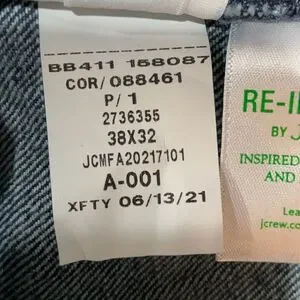 BB411 158087
COR/088461
P/ 1
2736355
38X32
JCMFA20217101
A-001
XFTY 06/13/21
RE-I
BY J
INSPIRED
AND
Lea
jcrew.co